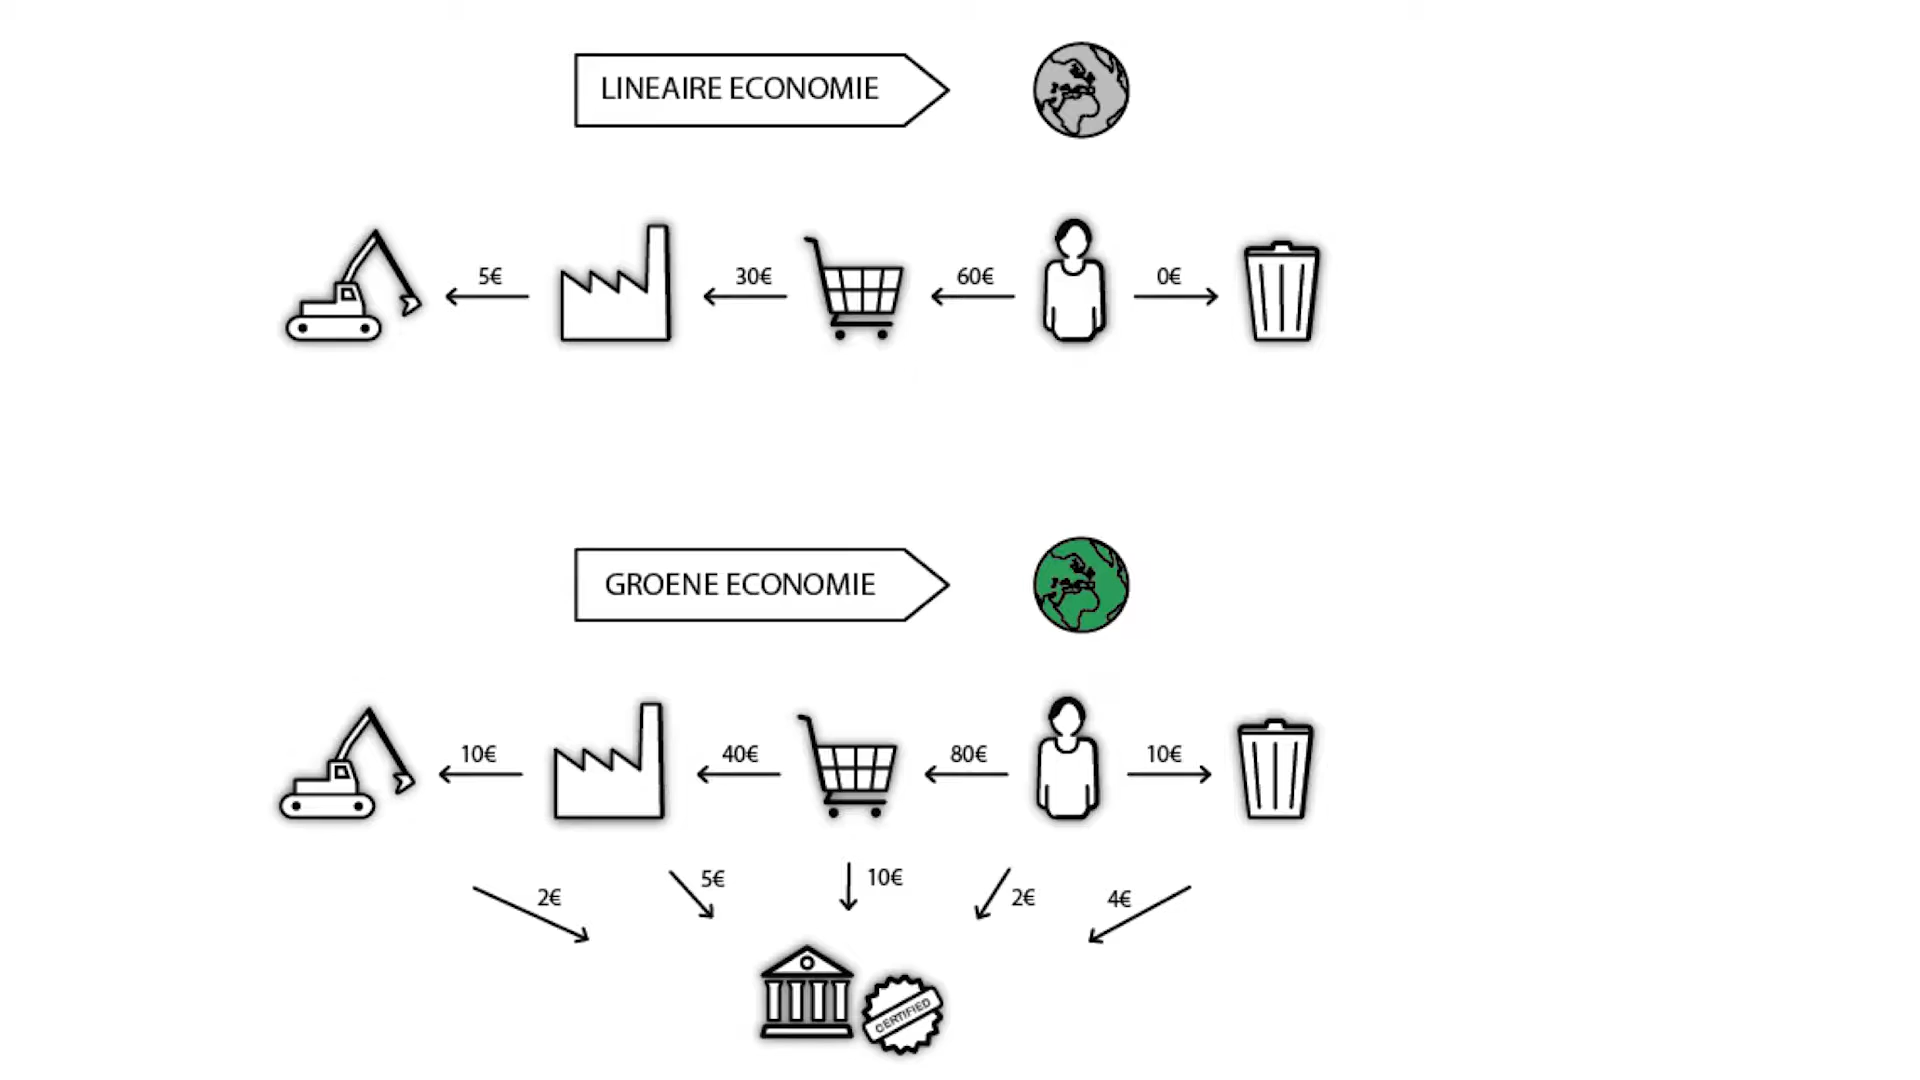 LINEAIRE ECONOMIE
5€ 30€ 60€ 0€
GROENE ECONOMIE
10€ 40€ 80€ 10€
2€ 5€ 10€ 2€ 4€
CERTIFIED